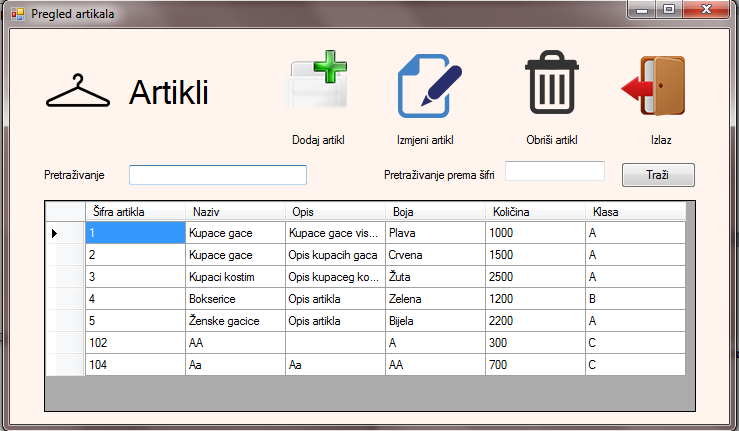 Pregled artikala
Artikli
Dodaj artikl Izmjeni artikl Obriši artikl Izlaz
Pretraživanje Pretraživanje prema šifri Traži
Šifra artikla Naziv Opis Boja Količina Klasa
1 Kupace gace Kupace gace vis... Plava 1000 A
2 Kupace gace Opis kupacih gaca Crvena 1500 A
3 Kupaci kostim Opis kupaceg ko... Žuta 2500 A
4 Bokserice Opis artikla Zelena 1200 B
5 Ženske gacice Opis artikla Bijela 2200 A
102 AA A 300 C
104 Aa Aa AA 700 C